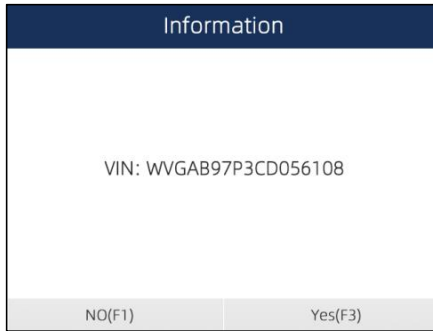 Information
VIN: WVGAB97P3CD056108
NO(F1)
Yes(F3)